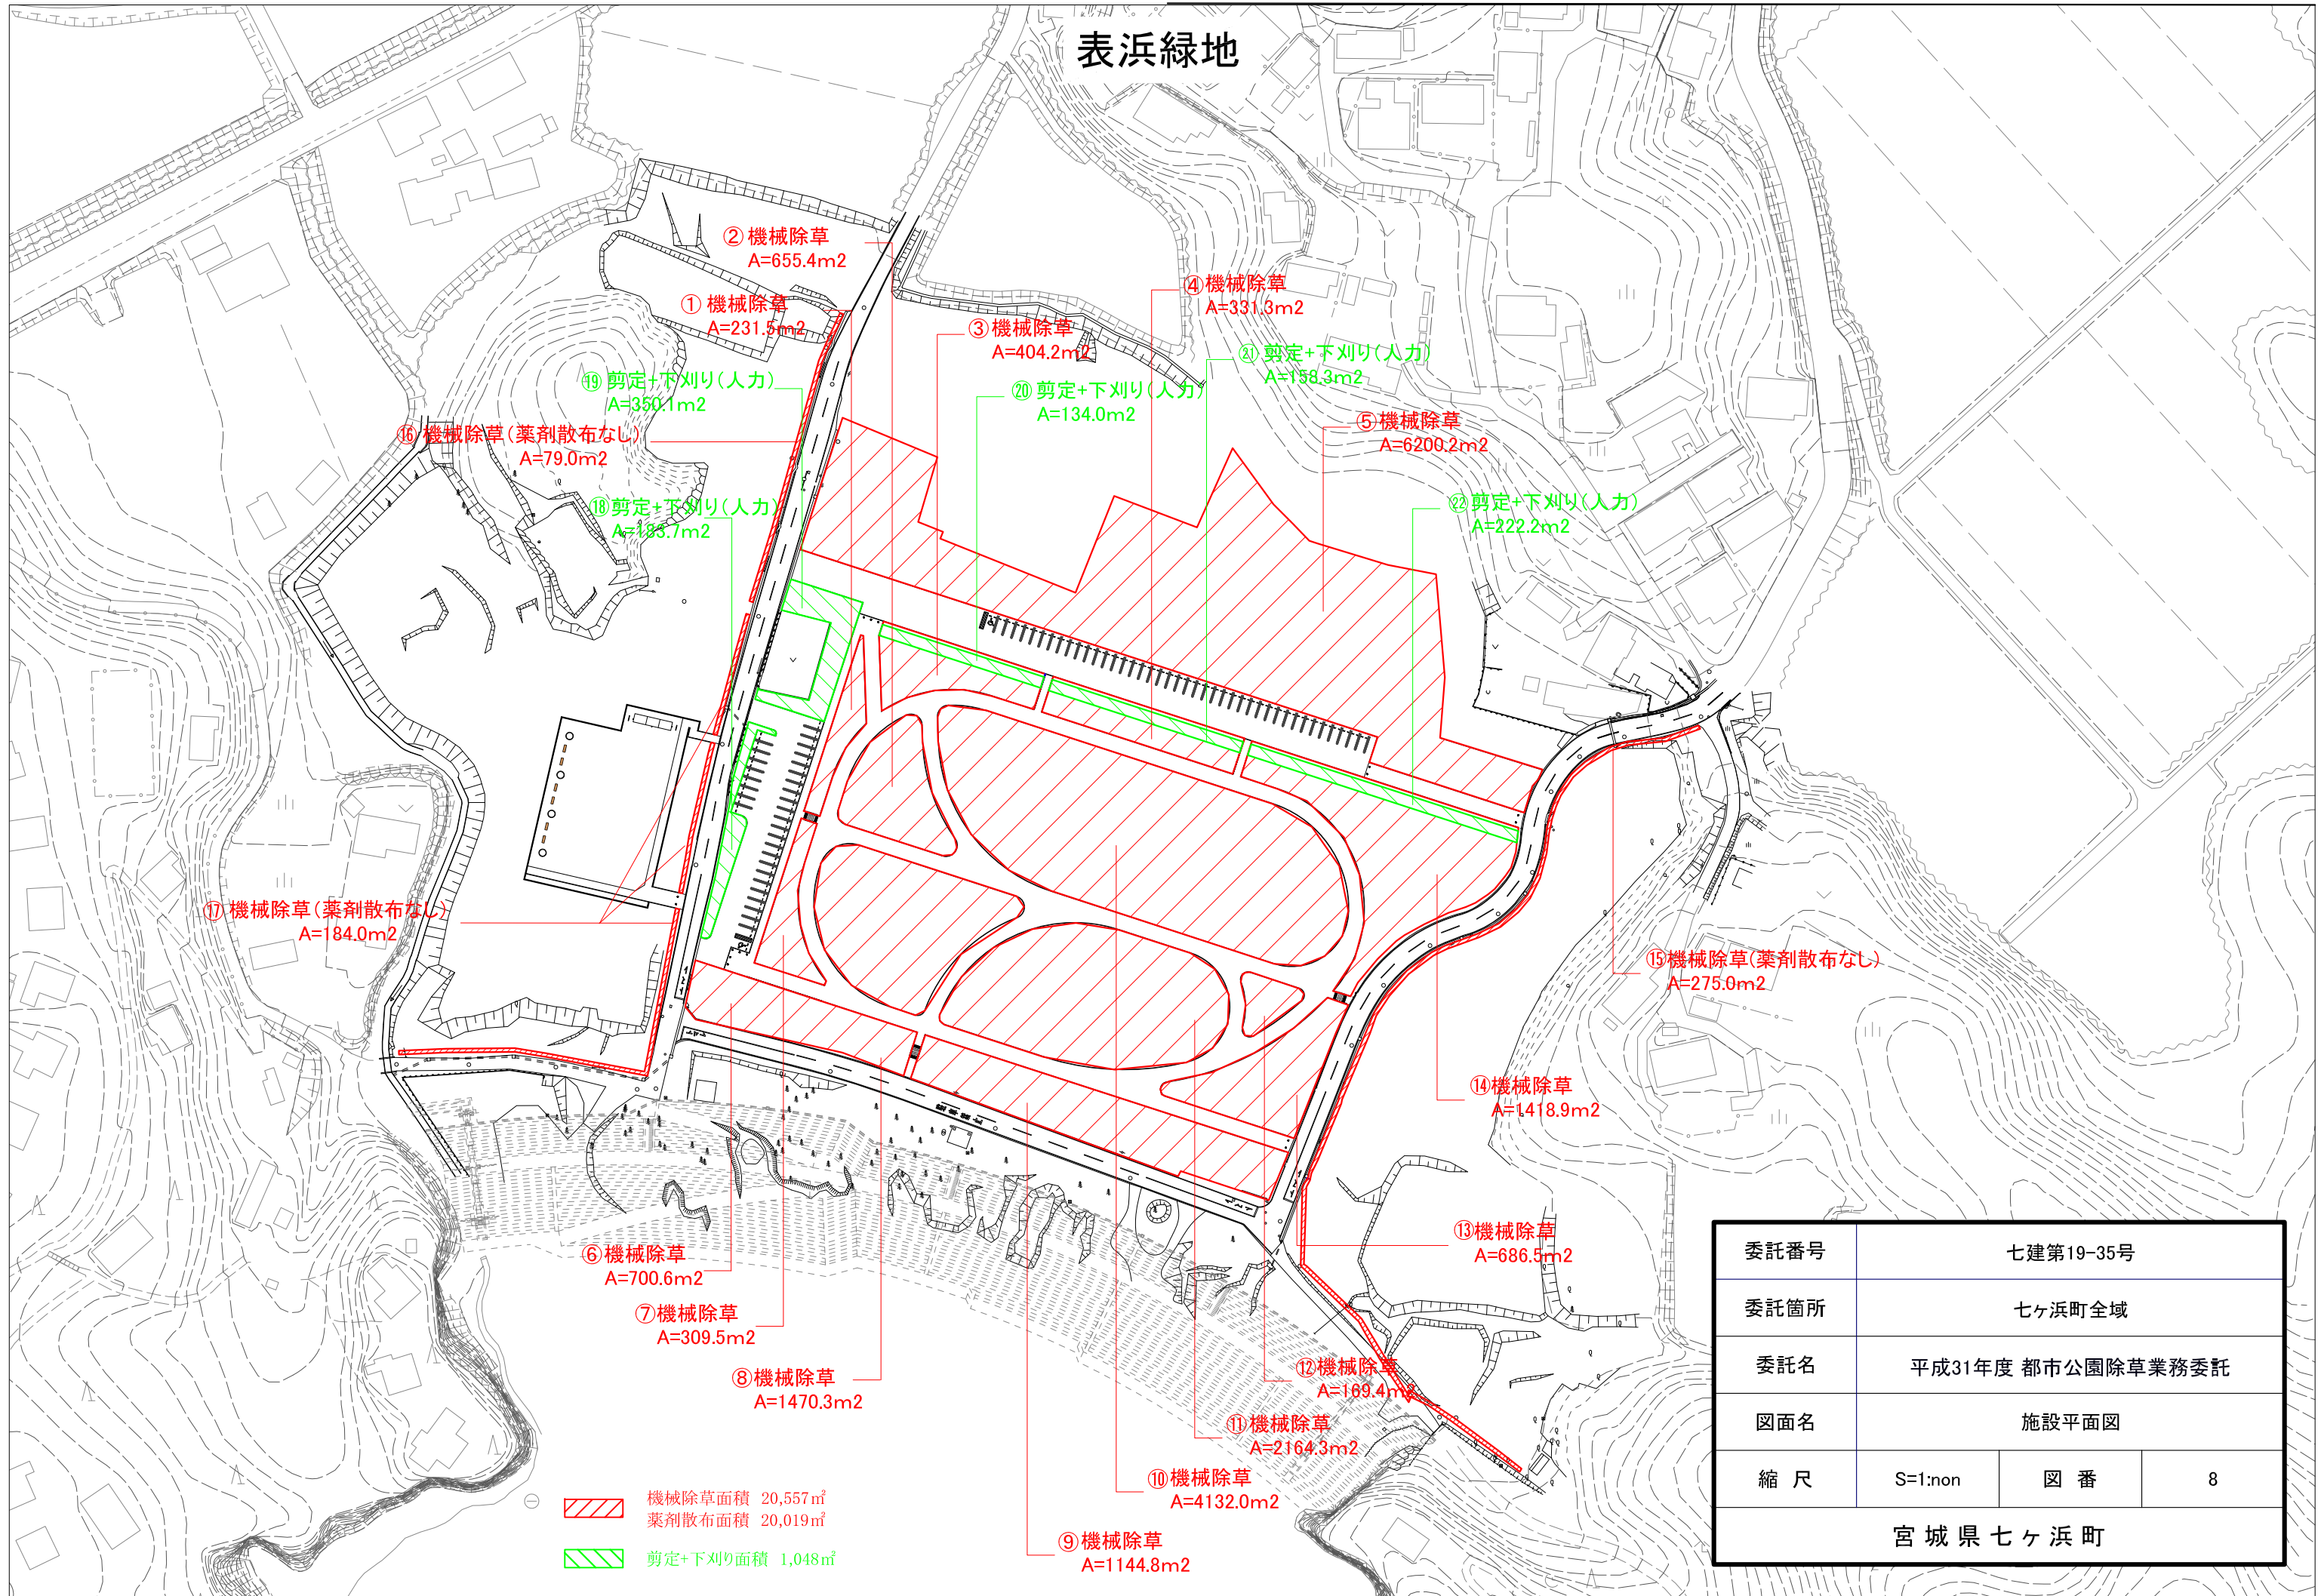 表浜緑地
②機械除草
A=655.4m2
①機械除草
A=231.5m2
③機械除草
A=404.2m2
④機械除草
A=331.3m2
⑲剪定+下刈り(人力)
A=350.1m2
⑳剪定+下刈り(人力)
A=134.0m2
㉑剪定+下刈り(人力)
A=158.3m2
⑤機械除草
A=6200.2m2
⑯機械除草(薬剤散布なし)
A=79.0m2
⑱剪定+下刈り(人力)
A=183.7m2
㉒剪定+下刈り(人力)
A=222.2m2
⑰機械除草(薬剤散布なし)
A=184.0m2
⑮機械除草(薬剤散布なし)
A=275.0m2
⑭機械除草
A=1418.9m2
⑬機械除草
A=686.5m2
⑥機械除草
A=700.6m2
⑦機械除草
A=309.5m2
⑧機械除草
A=1470.3m2
⑫機械除草
A=169.4m2
⑪機械除草
A=2164.3m2
⑩機械除草
A=4132.0m2
⑨機械除草
A=1144.8m2
機械除草面積 20,557㎡
薬剤散布面積 20,019㎡
剪定+下刈り面積 1,048㎡
委託番号 七建第19-35号
委託箇所 七ヶ浜町全域
委託名 平成31年度 都市公園除草業務委託
図面名 施設平面図
縮尺 S=1:non 図番 8
宮城県七ヶ浜町